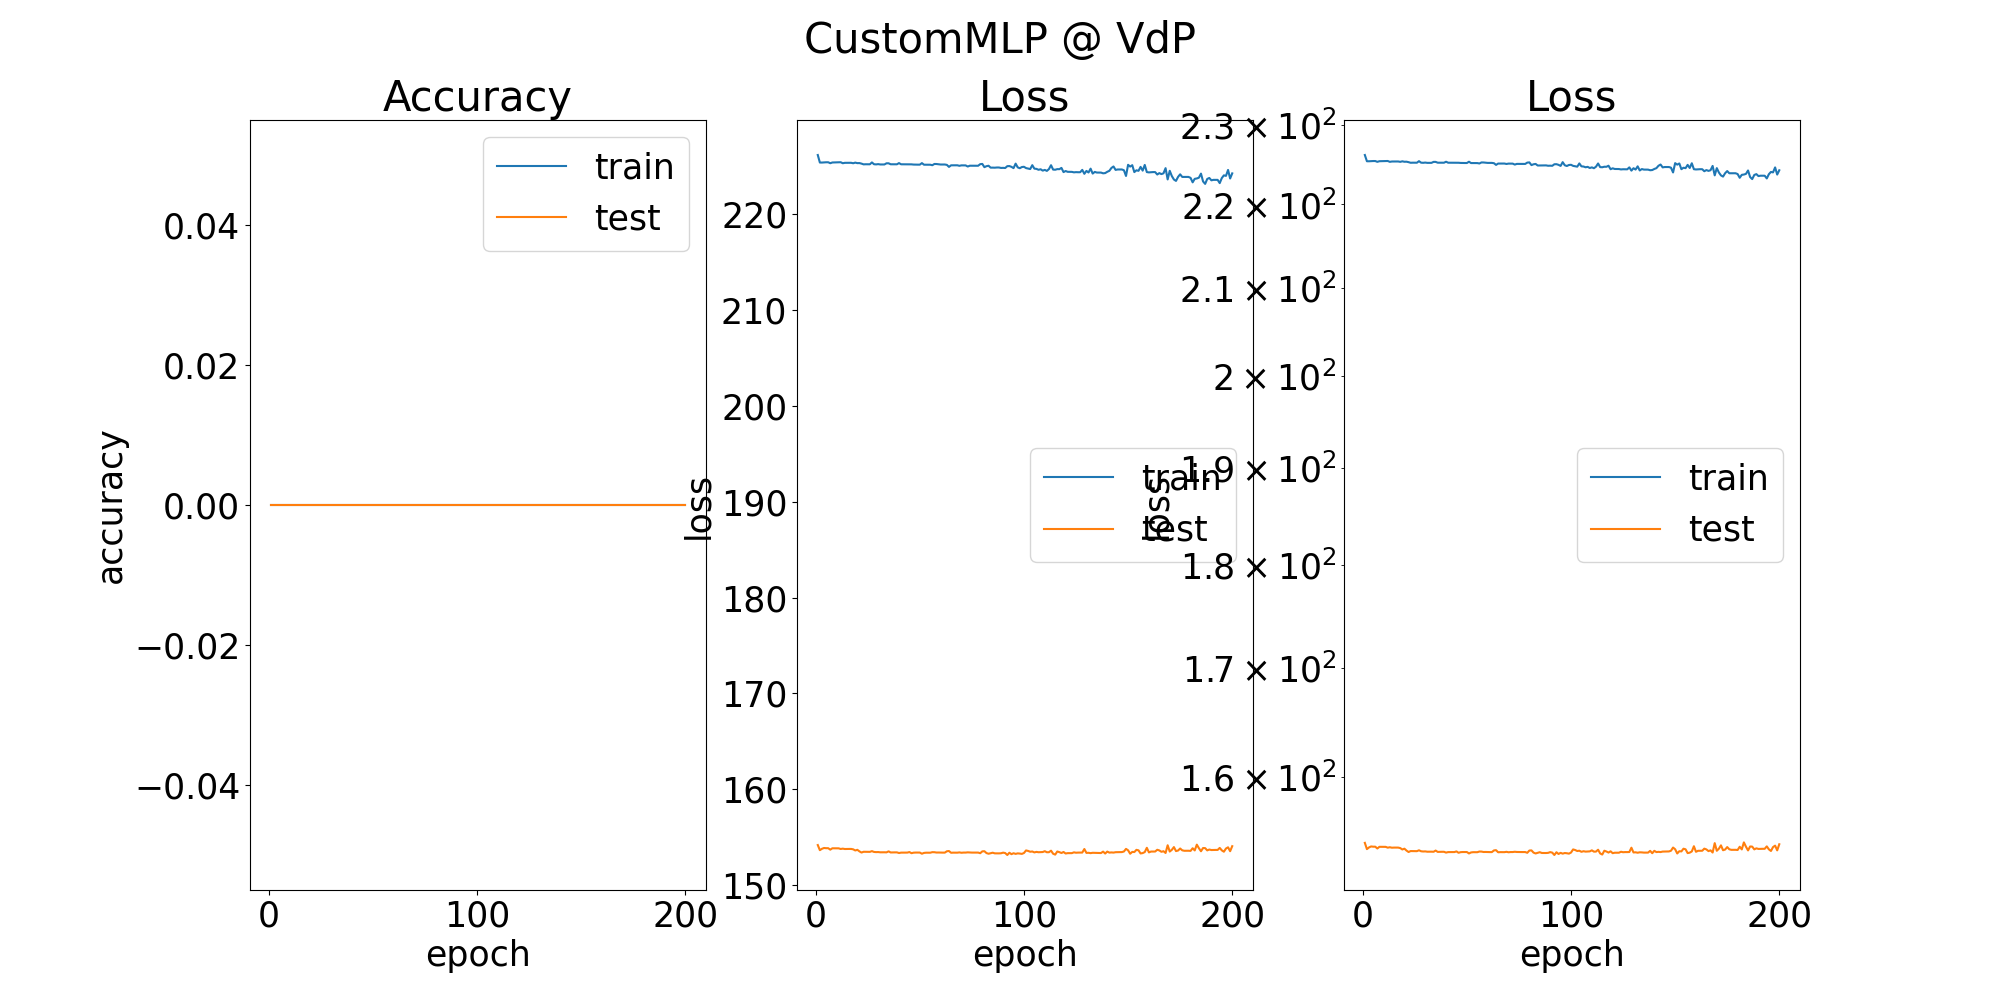 CustomMLP @ VdP
Accuracy
accuracy
0.04
0.02
0.00
−0.02
−0.04
train
test
0
100
200
epoch
Loss
loss
220
210
200
190
180
170
160
150
train
test
0
100
200
epoch
Loss
loss
2.3 × 10²
2.2 × 10²
2.1 × 10²
2 × 10²
1.9 × 10²
1.8 × 10²
1.7 × 10²
1.6 × 10²
train
test
0
100
200
epoch